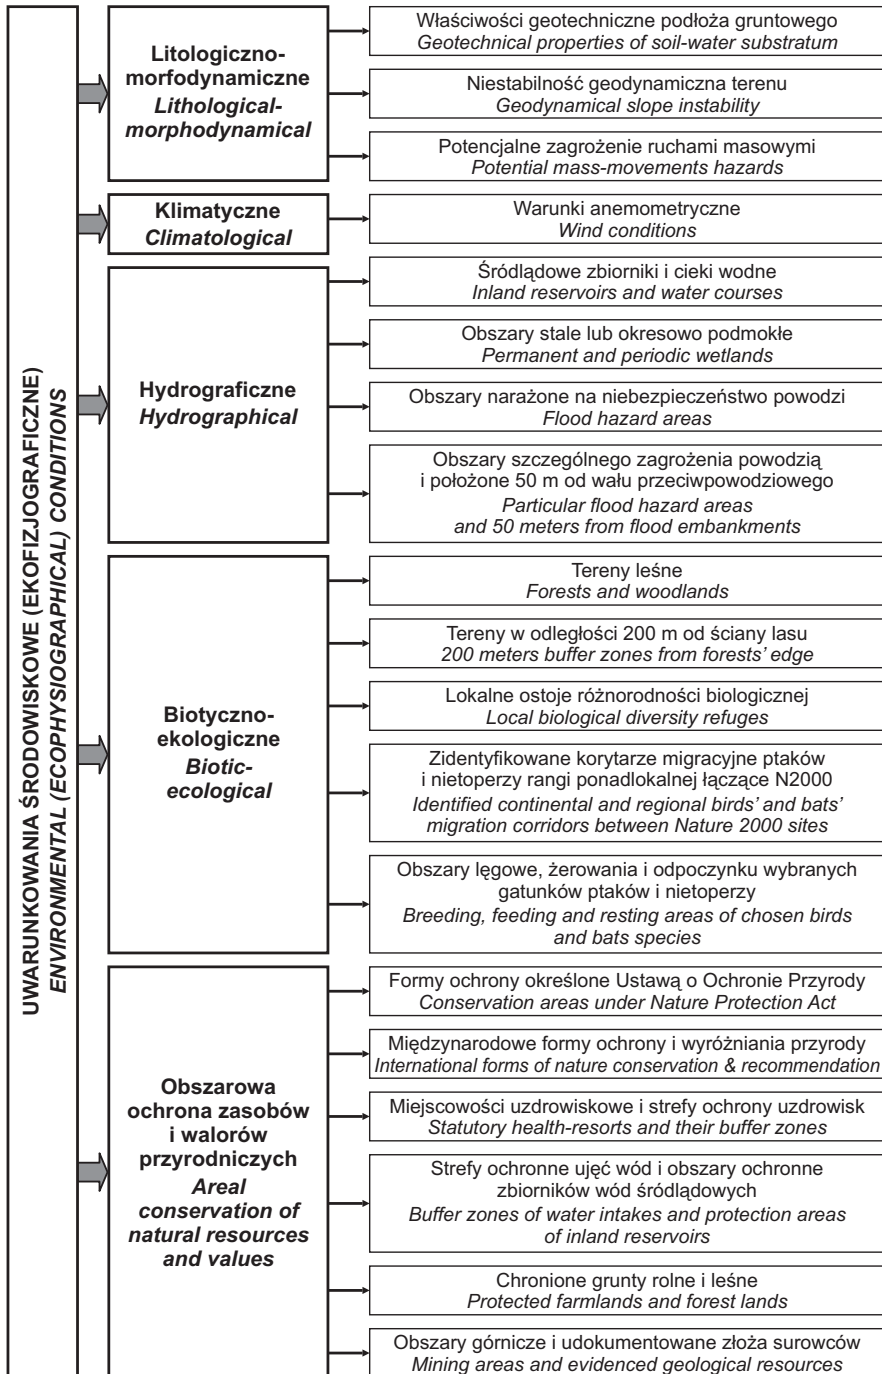 UWARUNKOWANIA ŚRODOWISKOWE (EKOFIZJOGRAFICZNE)
ENVIRONMENTAL (ECOPHYSIOGRAPHICAL) CONDITIONS
Litologiczno-
morfodynamiczne
Lithological-
morphodynamical
Właściwości geotechniczne podłoża gruntowego
Geotechnical properties of soil-water substratum
Niestabilność geodynamiczna terenu
Geodynamical slope instability
Potencjalne zagrożenie ruchami masowymi
Potential mass-movements hazards
Klimatyczne
Climatological
Warunki anemometryczne
Wind conditions
Hydrograficzne
Hydrographical
Śródlądowe zbiorniki i cieki wodne
Inland reservoirs and water courses
Obszary stale lub okresowo podmokłe
Permanent and periodic wetlands
Obszary narażone na niebezpieczeństwo powodzi
Flood hazard areas
Obszary szczególnego zagrożenia powodzią
i położone 50 m od wału przeciwpowodziowego
Particular flood hazard areas
and 50 meters from flood embankments
Biotyczno-
ekologiczne
Biotic-
ecological
Tereny leśne
Forests and woodlands
Tereny w odległości 200 m od ściany lasu
200 meters buffer zones from forests' edge
Lokalne ostoje różnorodności biologicznej
Local biological diversity refuges
Zidentyfikowane korytarze migracyjne ptaków
i nietoperzy rangi ponadlokalnej łączące N2000
Identified continental and regional birds' and bats'
migration corridors between Nature 2000 sites
Obszary lęgowe, żerowania i odpoczynku wybranych
gatunków ptaków i nietoperzy
Breeding, feeding and resting areas of chosen birds
and bats species
Obszarowa
ochrona zasobów
i walorów
przyrodniczych
Areal
conservation of
natural resources
and values
Formy ochrony określone Ustawą o Ochronie Przyrody
Conservation areas under Nature Protection Act
Międzynarodowe formy ochrony i wyróżniania przyrody
International forms of nature conservation & recommendation
Miejscowości uzdrowiskowe i strefy ochrony uzdrowisk
Statutory health-resorts and their buffer zones
Strefy ochronne ujęć wód i obszary ochronne
zbiorników wód śródlądowych
Buffer zones of water intakes and protection areas
of inland reservoirs
Chronione grunty rolne i leśne
Protected farmlands and forest lands
Obszary górnicze i udokumentowane złoża surowców
Mining areas and evidenced geological resources